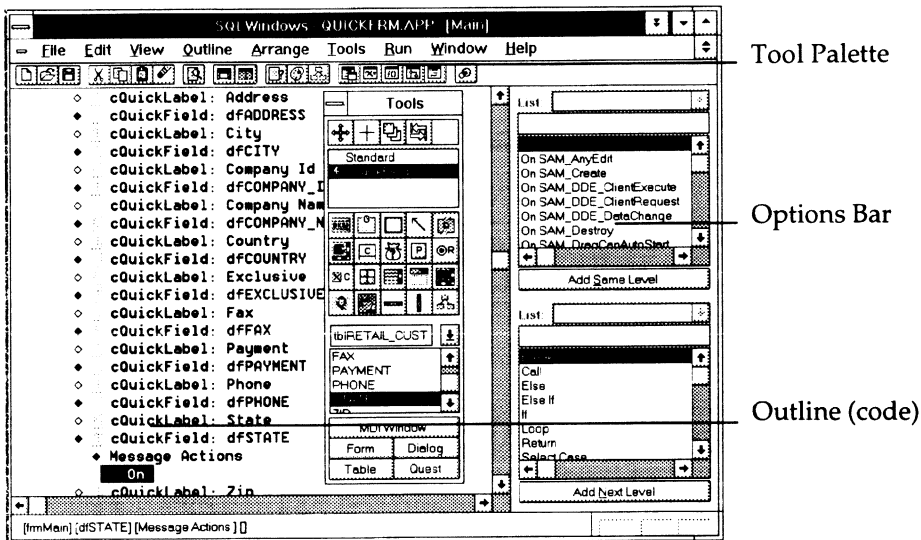 SQLWindows - QUICKFRM.APP - [Main]
File Edit View Outline Arrange Tools Run Window Help
Tool Palette
cQuickLabel: Address
cQuickField: dfADDRESS
cQuickLabel: City
cQuickField: dfCITY
cQuickLabel: Company Id
cQuickField: dfCOMPANY_I
cQuickLabel: Company Nam
cQuickField: dfCOMPANY_N
cQuickLabel: Country
cQuickField: dfCOUNTRY
cQuickLabel: Exclusive
cQuickField: dfEXCLUSIVE
cQuickLabel: Fax
cQuickField: dfFAX
cQuickLabel: Payment
cQuickField: dfPAYMENT
cQuickLabel: Phone
cQuickField: dfPHONE
cQuickLabel: State
cQuickField: dfSTATE
Message Actions
On
cQuickLabel: Zip
Tools
Standard
C
P
R
C
tblRETAIL_CUST
FAX
PAYMENT
PHONE
ZIP
MDI Window
Form Dialog
Table Quest
List:
On SAM_AnyEdit
On SAM_Create
On SAM_DDE_ClientExecute
On SAM_DDE_ClientRequest
On SAM_DDE_DataChange
On SAM_Destroy
On SAM_DragCanAutoStart
Add Same Level
Options Bar
List:
Call
Else
Else If
If
Loop
Return
Select Case
Add Next Level
Outline (code)
[frmMain] [dfSTATE] [Message Actions ] []